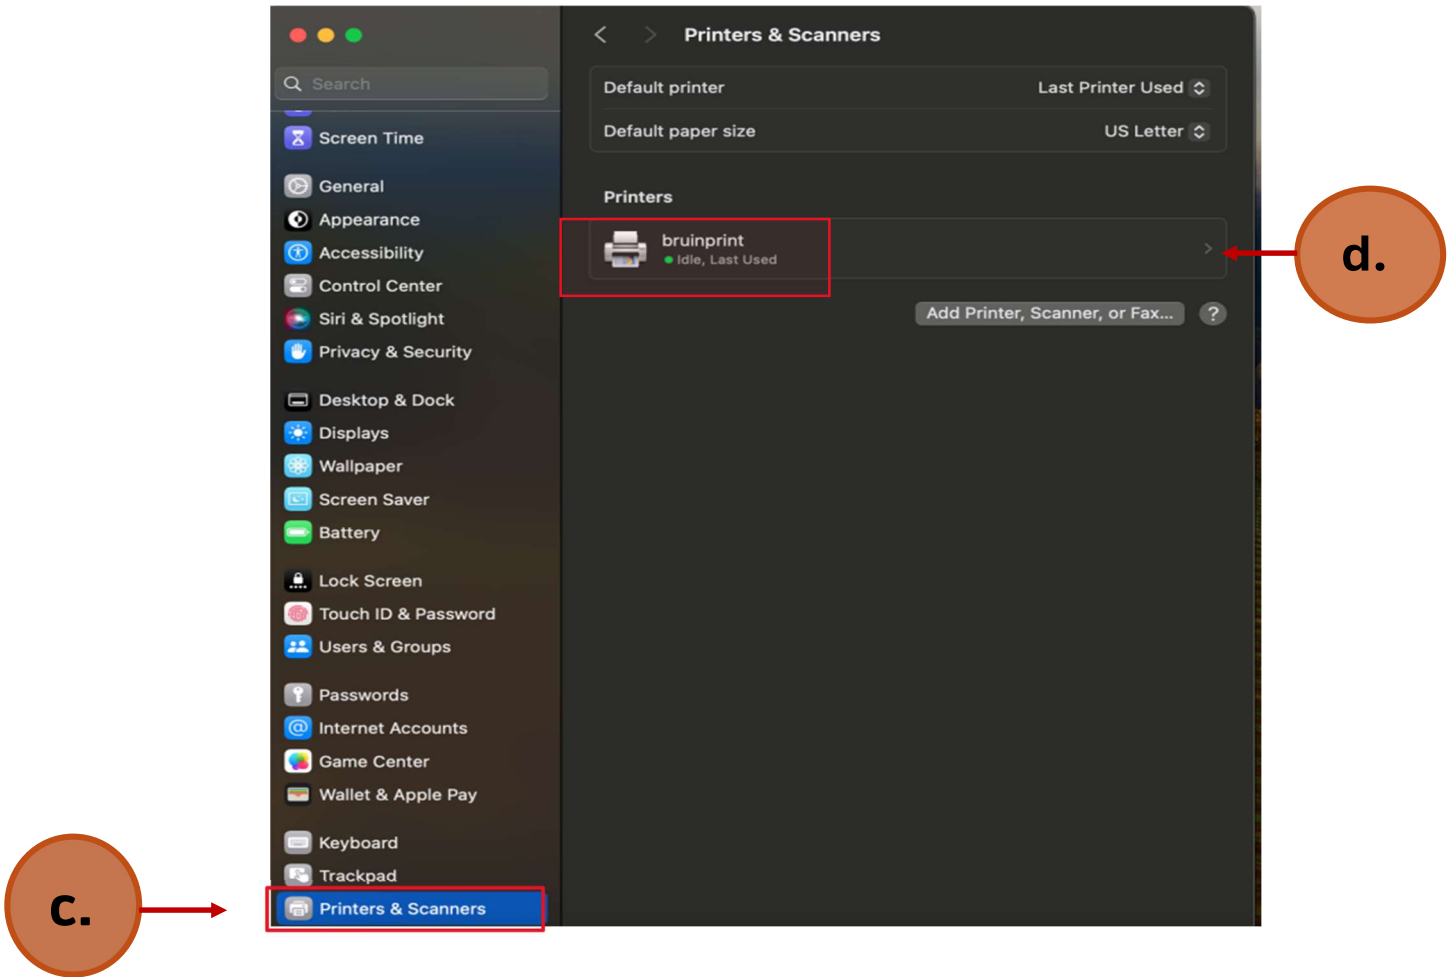 Search
Screen Time
General
Appearance
Accessibility
Control Center
Siri & Spotlight
Privacy & Security
Desktop & Dock
Displays
Wallpaper
Screen Saver
Battery
Lock Screen
Touch ID & Password
Users & Groups
Passwords
Internet Accounts
Game Center
Wallet & Apple Pay
Keyboard
Trackpad
Printers & Scanners
c.
Printers & Scanners
Default printer Last Printer Used
Default paper size US Letter
Printers
bruinprint
Idle, Last Used
Add Printer, Scanner, or Fax... ?
d.